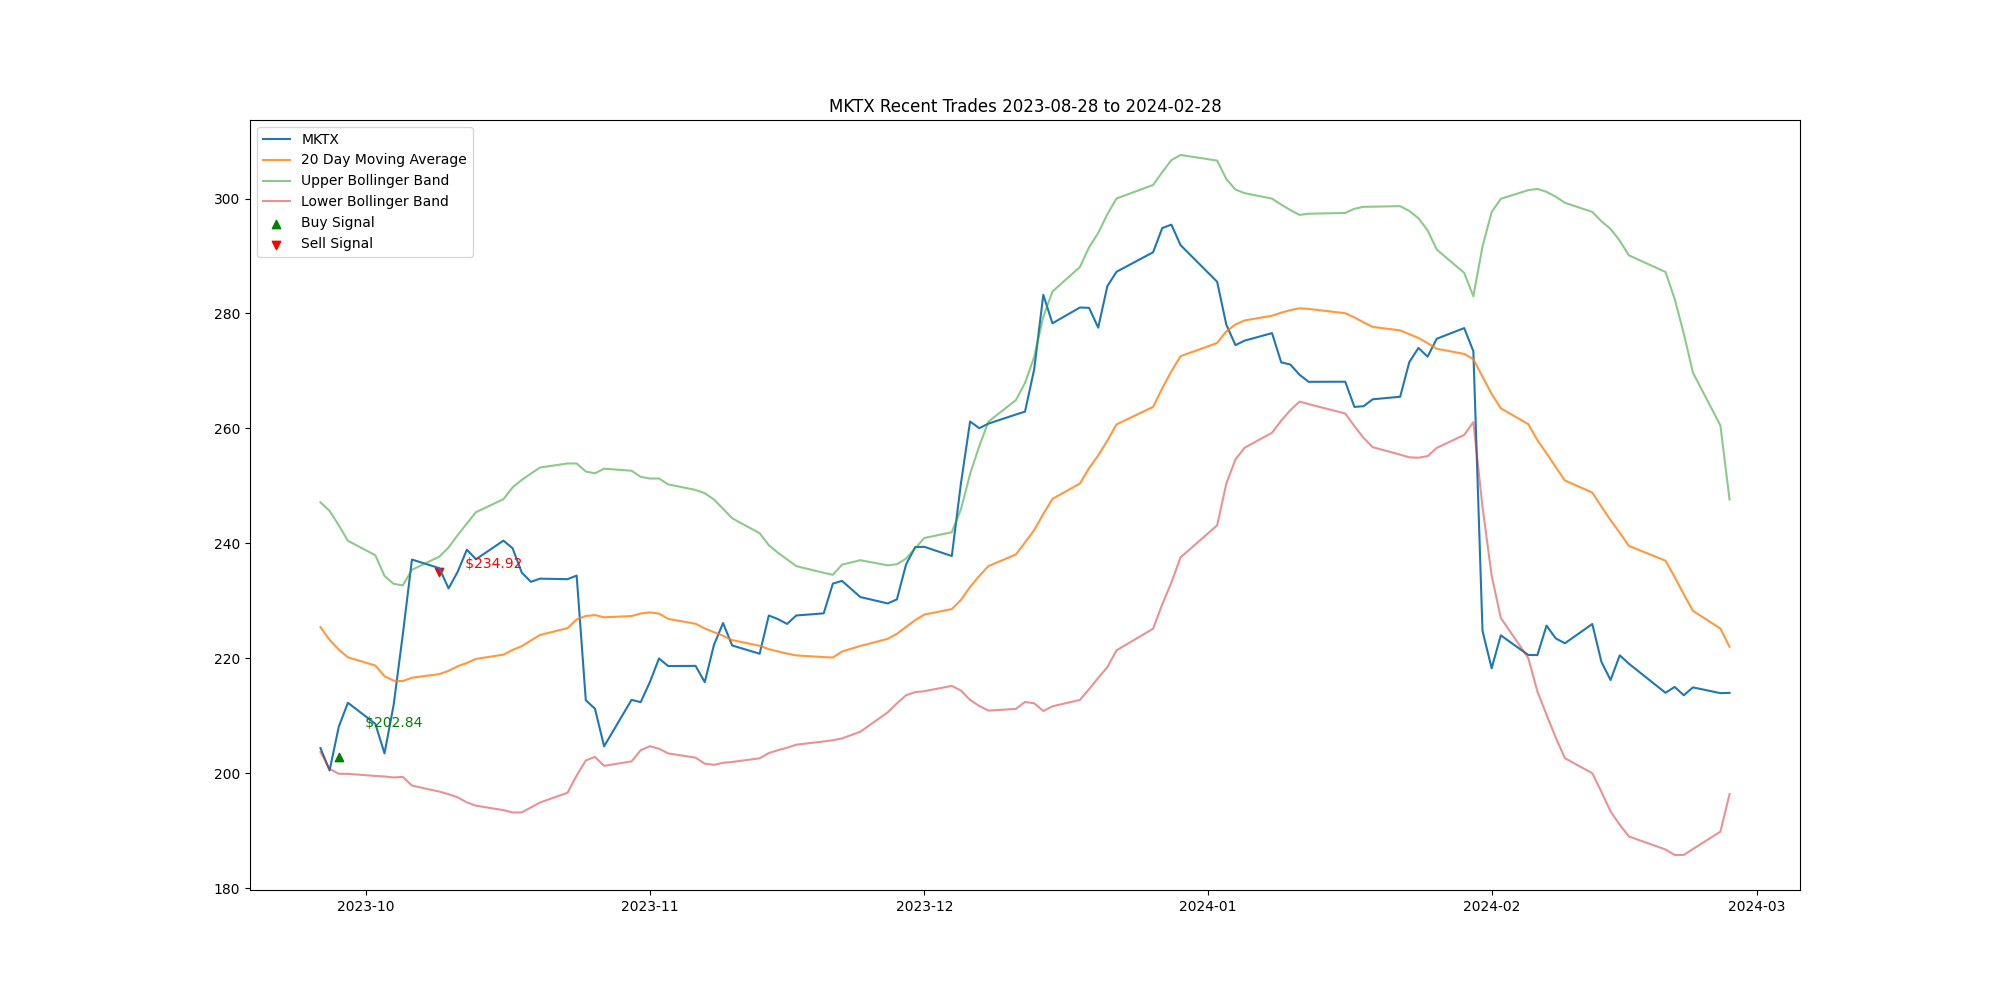 MKTX Recent Trades 2023-08-28 to 2024-02-28
MKTX
20 Day Moving Average
Upper Bollinger Band
Lower Bollinger Band
Buy Signal
Sell Signal
300
280
260
240
220
200
180
$234.92
$202.84
2023-10
2023-11
2023-12
2024-01
2024-02
2024-03